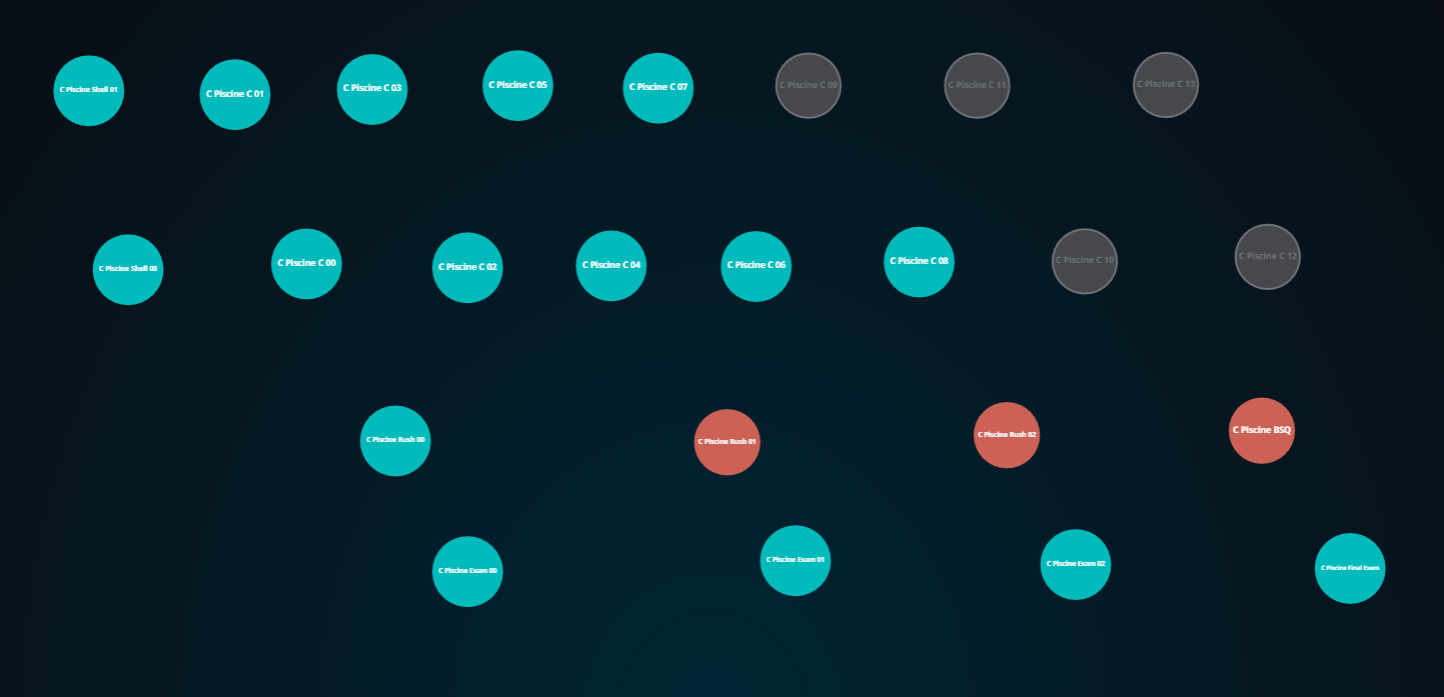 C Piscine Shell 01
C Piscine C 01
C Piscine C 03
C Piscine C 05
C Piscine C 07
C Piscine C 09
C Piscine C 11
C Piscine C 13
C Piscine Shell 00
C Piscine C 00
C Piscine C 02
C Piscine C 04
C Piscine C 06
C Piscine C 08
C Piscine C 10
C Piscine C 12
C Piscine Rush 00
C Piscine Rush 01
C Piscine Rush 02
C Piscine BSQ
C Piscine Exam 00
C Piscine Exam 01
C Piscine Exam 02
C Piscine Final Exam